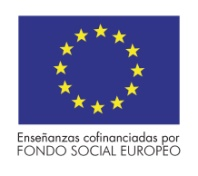 Enseñanzas cofinanciadas por
FONDO SOCIAL EUROPEO